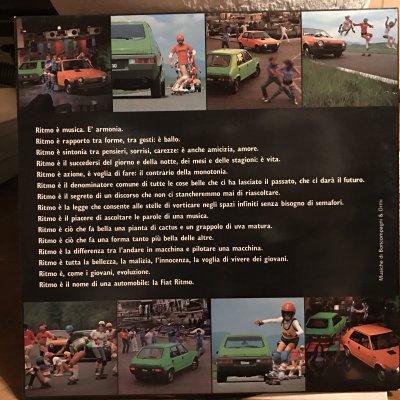 Ritmo è musica. E' armonia.
Ritmo è rapporto tra forme, tra gesti: è ballo.
Ritmo è sintonia tra pensieri, sorrisi, carezze: è anche amicizia, amore.
Ritmo è il succedersi del giorno e della notte, dei mesi e delle stagioni: è vita.
Ritmo è azione, è voglia di fare: il contrario della monotonia.
Ritmo è il denominatore comune di tutte le cose belle che ci ha lasciato il passato, che ci darà il futuro.
Ritmo è il segreto di un discorso che non ci stancheremmo mai di riascoltare.
Ritmo è la legge che consente alle stelle di vorticare negli spazi infiniti senza bisogno di semafori.
Ritmo è il piacere di ascoltare le parole di una musica.
Ritmo è ciò che fa bella una pianta di cactus e un grappolo di uva matura.
Ritmo è ciò che fa una forma tanto più bella delle altre.
Ritmo è la differenza tra l'andare in macchina e pilotare una macchina.
Ritmo è tutta la bellezza, la malizia, l'innocenza, la voglia di vivere dei giovani.
Ritmo è, come i giovani, evoluzione.
Ritmo è il nome di una automobile: la Fiat Ritmo.
Musiche di Boncompagni & Ormi